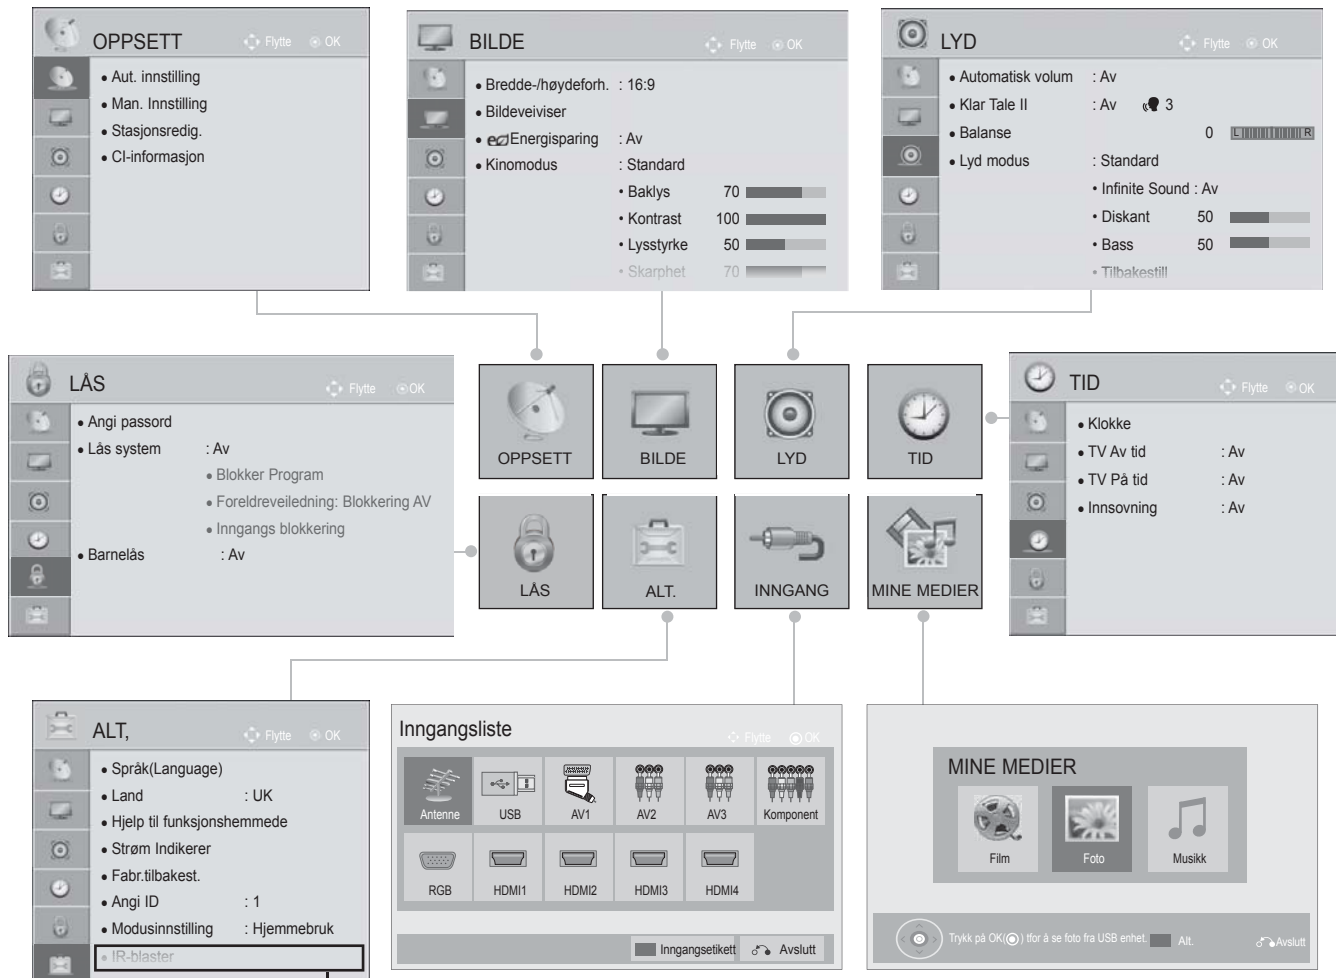 OPPSETT
Flytte OK
• Aut. innstilling
• Man. Innstilling
• Stasjonsredig.
• CI-informasjon
BILDE
Flytte OK
• Bredde-/høydeforh. : 16:9
• Bildeveiviser
• Energisparing : Av
• Kinomodus : Standard
• Baklys 70
• Kontrast 100
• Lysstyrke 50
• Skarphet 70
LYD
Flytte OK
• Automatisk volum : Av
• Klar Tale II : Av 3
• Balanse 0 L R
• Lyd modus : Standard
• Infinite Sound : Av
• Diskant 50
• Bass 50
• Tilbakestill
LÅS
Flytte OK
• Angi passord
• Lås system : Av
• Blokker Program
• Foreldreveiledning: Blokkering AV
• Inngangs blokkering
• Barnelås : Av
OPPSETT
BILDE
LYD
TID
LÅS
ALT.
INNGANG
MINE MEDIER
TID
Flytte OK
• Klokke
• TV Av tid : Av
• TV På tid : Av
• Innsovning : Av
ALT,
Flytte OK
• Språk(Language)
• Land : UK
• Hjelp til funksjonshemmede
• Strøm Indikerer
• Fabr.tilbakest.
• Angi ID : 1
• Modusinnstilling : Hjemmebruk
• IR-blaster
Inngangsliste
Flytte OK
Antenne USB AV1 AV2 AV3 Komponent
RGB HDMI1 HDMI2 HDMI3 HDMI4
Inngangsetikett Avslutt
MINE MEDIER
Film Foto Musikk
Trykk på OK( ) tfor å se foto fra USB enhet. Alt. Avslutt